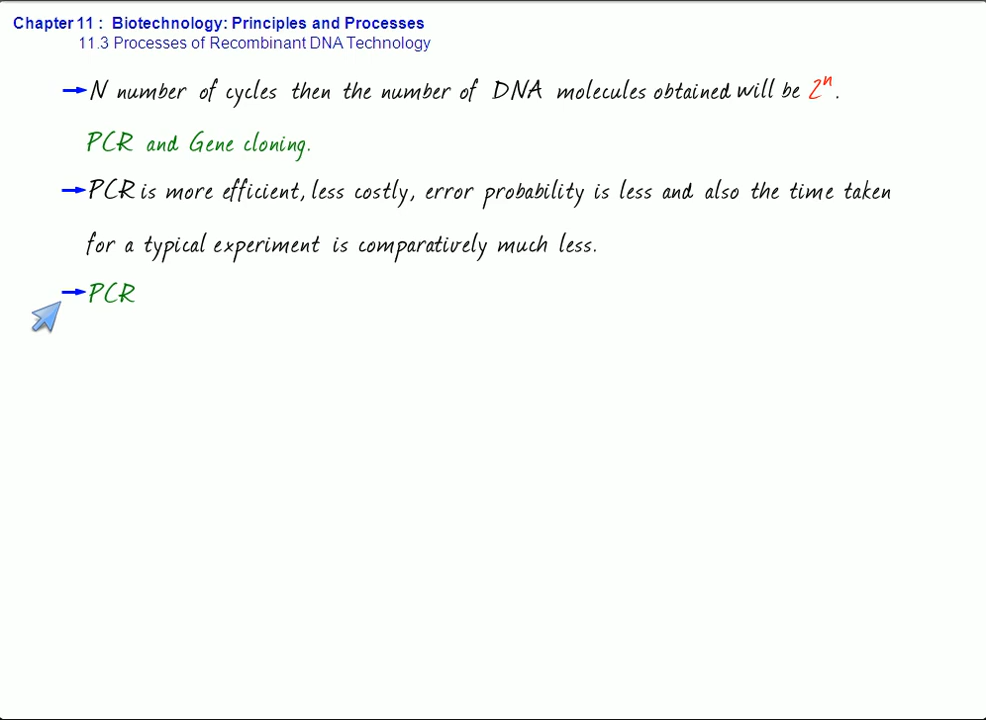 Chapter 11 : Biotechnology: Principles and Processes
11.3 Processes of Recombinant DNA Technology
N number of cycles then the number of DNA molecules obtained will be 2ⁿ.
PCR and Gene cloning.
PCR is more efficient, less costly, error probability is less and also the time taken
for a typical experiment is comparatively much less.
PCR